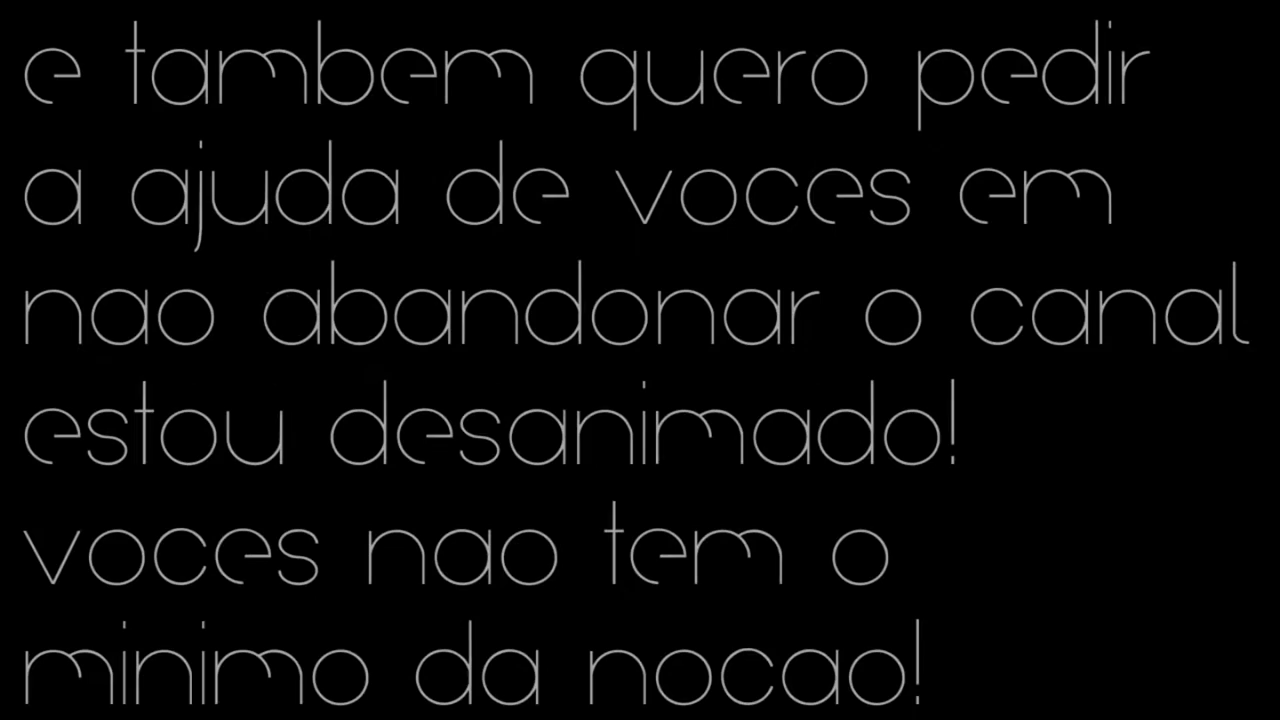 e tambem quero pedir
a ajuda de voces em
nao abandonar o canal
estou desanimado!
voces nao tem o
minimo da nocao!